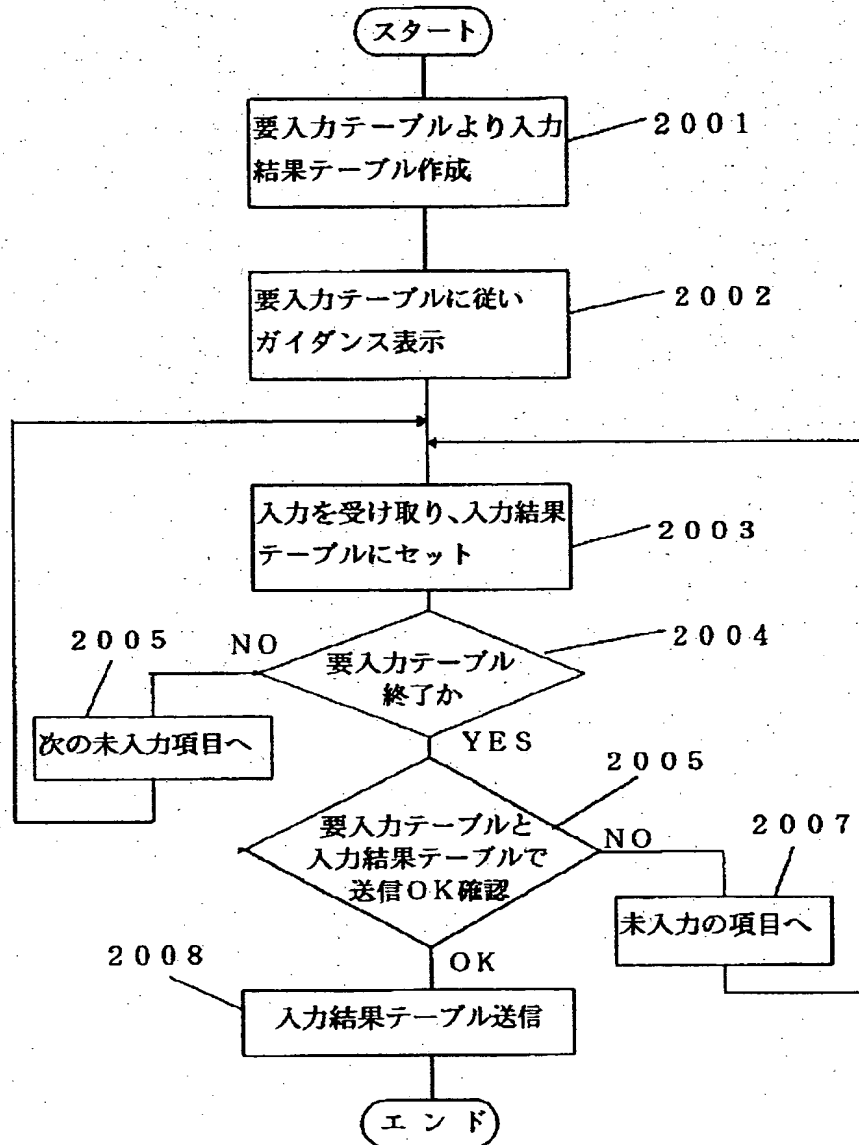 スタート
要入力テーブルより入力
結果テーブル作成
2001
要入力テーブルに従い
ガイダンス表示
2002
入力を受け取り、入力結果
テーブルにセット
2003
要入力テーブル
終了か
2004
NO
2005
次の未入力項目へ
YES
要入力テーブルと
入力結果テーブルで
送信OK確認
2005
NO
2007
未入力の項目へ
OK
2008
入力結果テーブル送信
エンド